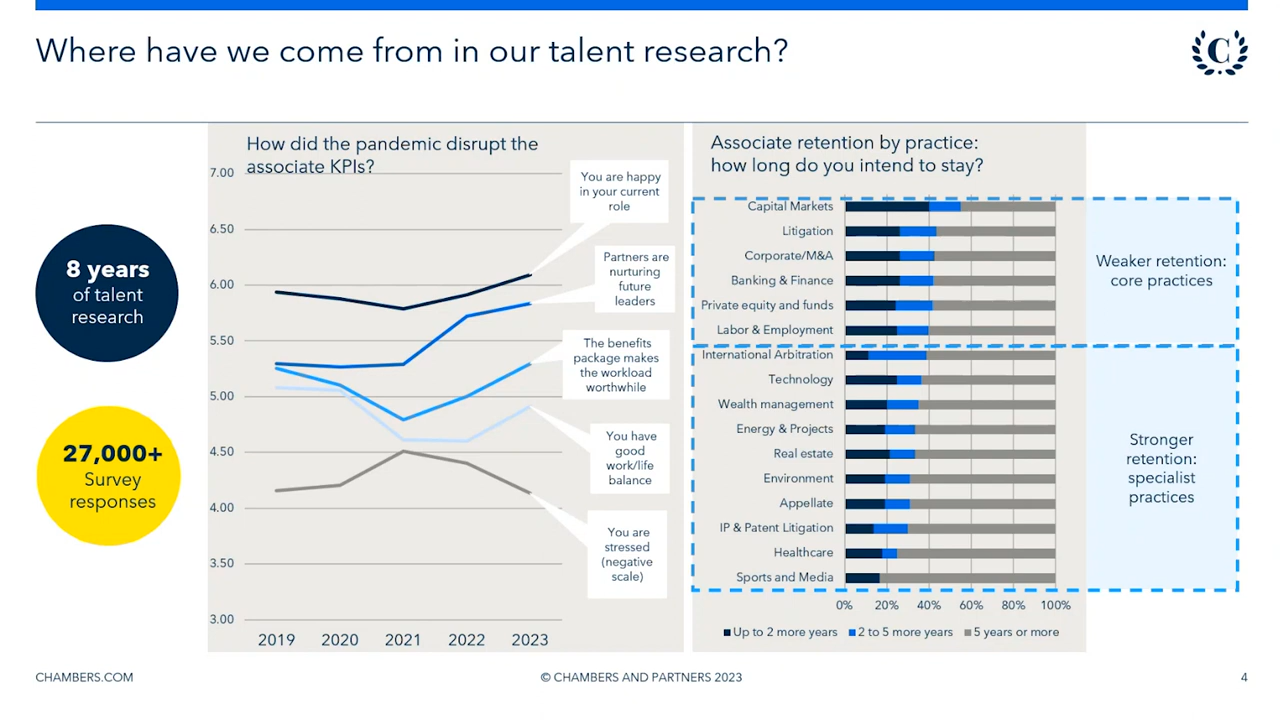 Where have we come from in our talent research?
C
8 years
of talent
research
27,000+
Survey
responses
How did the pandemic disrupt the
associate KPIs?
7.00
6.50
6.00
5.50
5.00
4.50
4.00
3.50
3.00
2019 2020 2021 2022 2023
You are happy
in your current
role
Partners are
nurturing
future
leaders
The benefits
package makes
the workload
worthwhile
You have
good
work/life
balance
You are
stressed
(negative
scale)
Associate retention by practice:
how long do you intend to stay?
Capital Markets
Litigation
Corporate/M&A
Banking & Finance
Private equity and funds
Labor & Employment
International Arbitration
Technology
Wealth management
Energy & Projects
Real estate
Environment
Appellate
IP & Patent Litigation
Healthcare
Sports and Media
0% 20% 40% 60% 80% 100%
Up to 2 more years 2 to 5 more years 5 years or more
Weaker retention:
core practices
Stronger
retention:
specialist
practices
CHAMBERS.COM
© CHAMBERS AND PARTNERS 2023
4